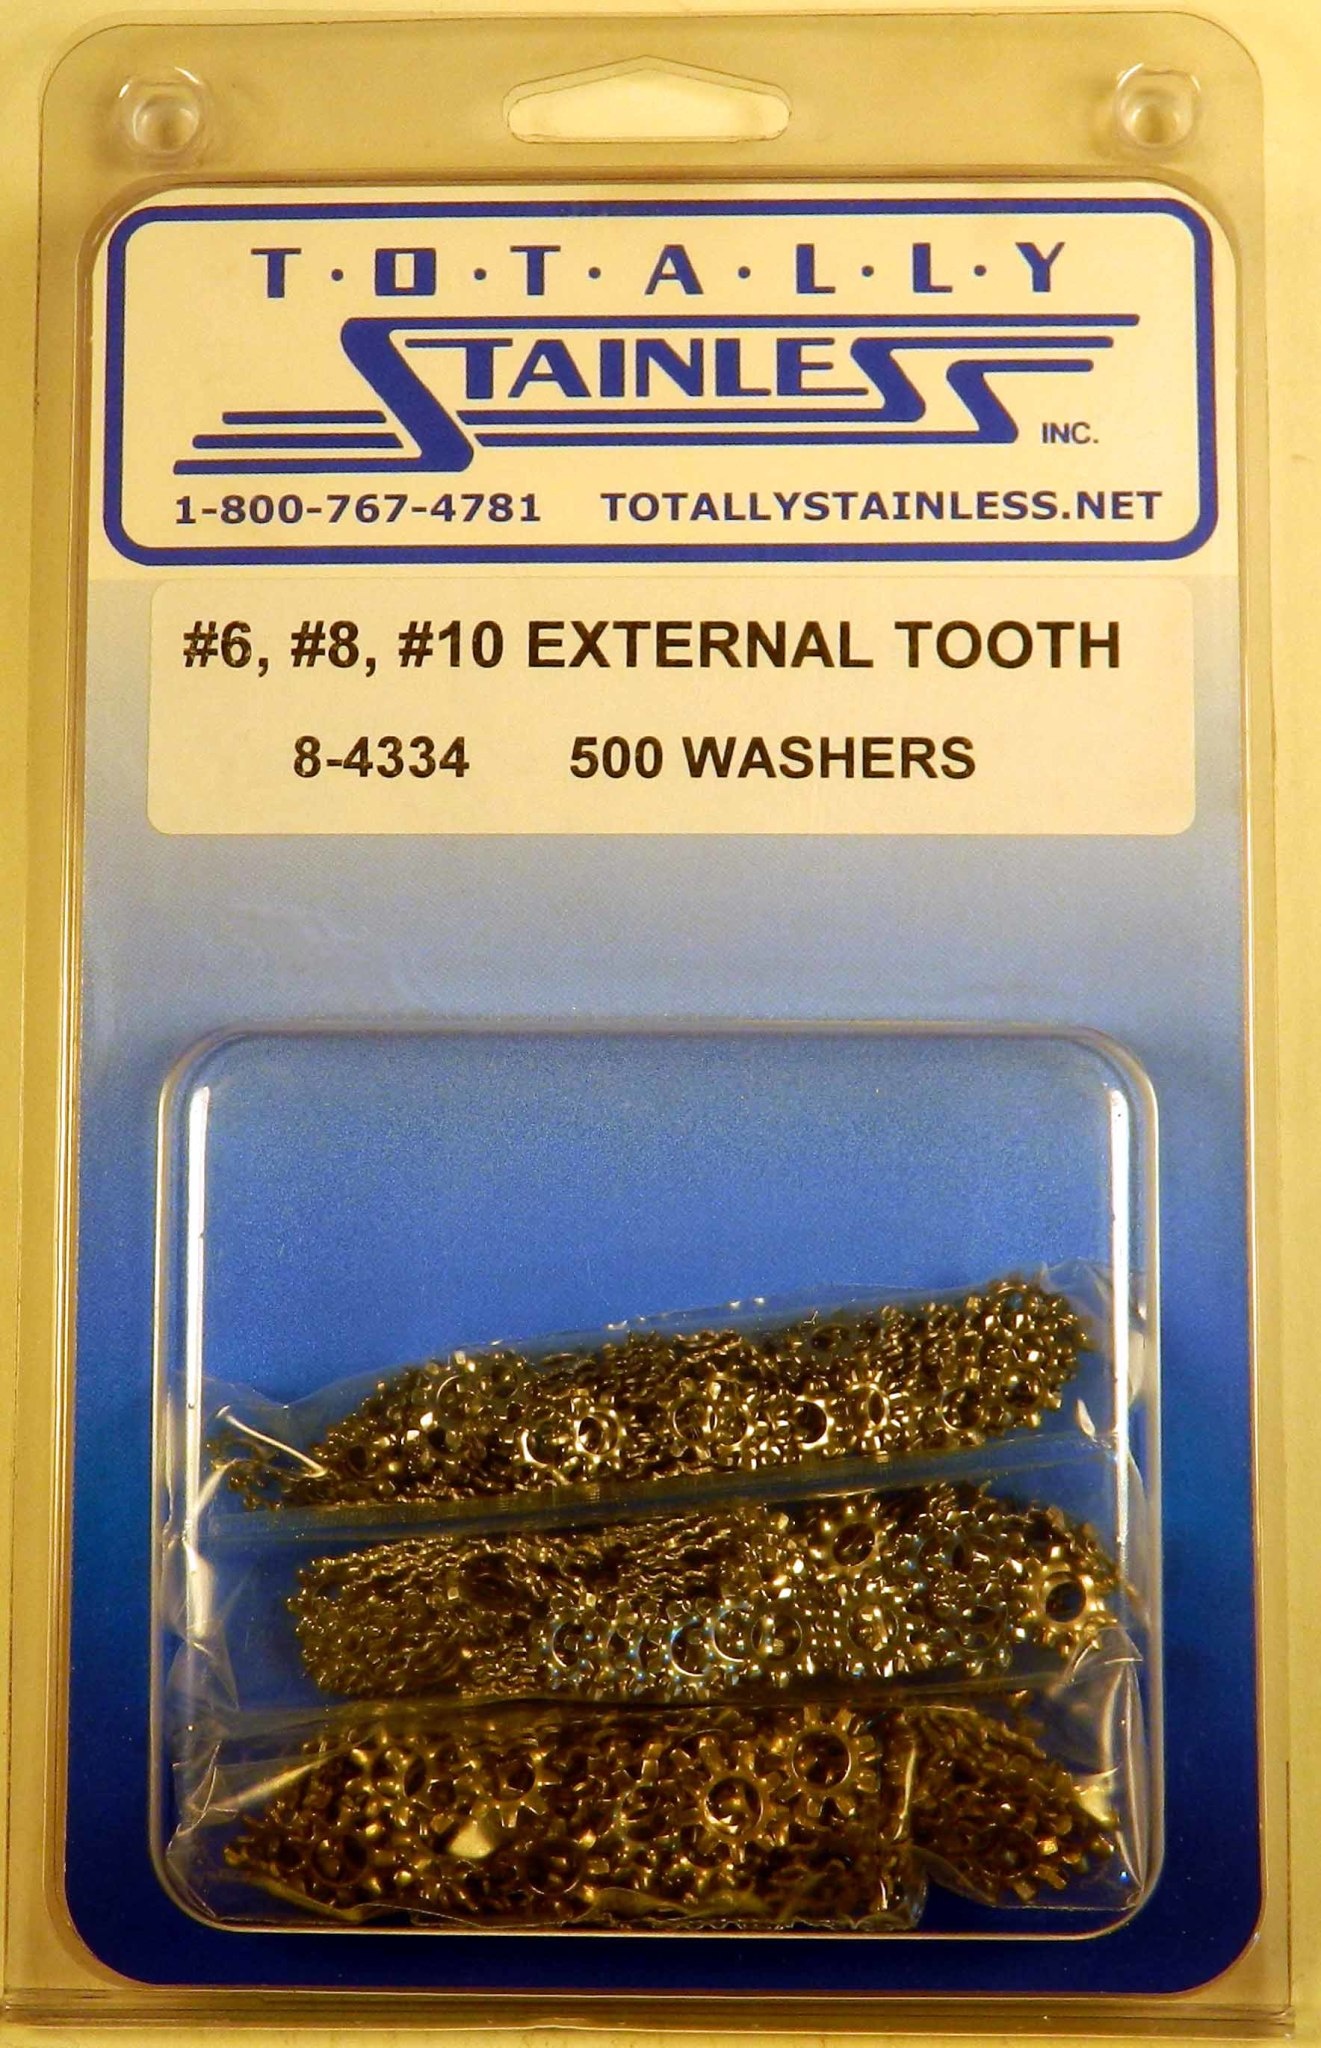 T·O·T·A·L·L·Y
STAINLESS
INC.
1-800-767-4781 TOTALLYSTAINLESS.NET
#6, #8, #10 EXTERNAL TOOTH
8-4334 500 WASHERS